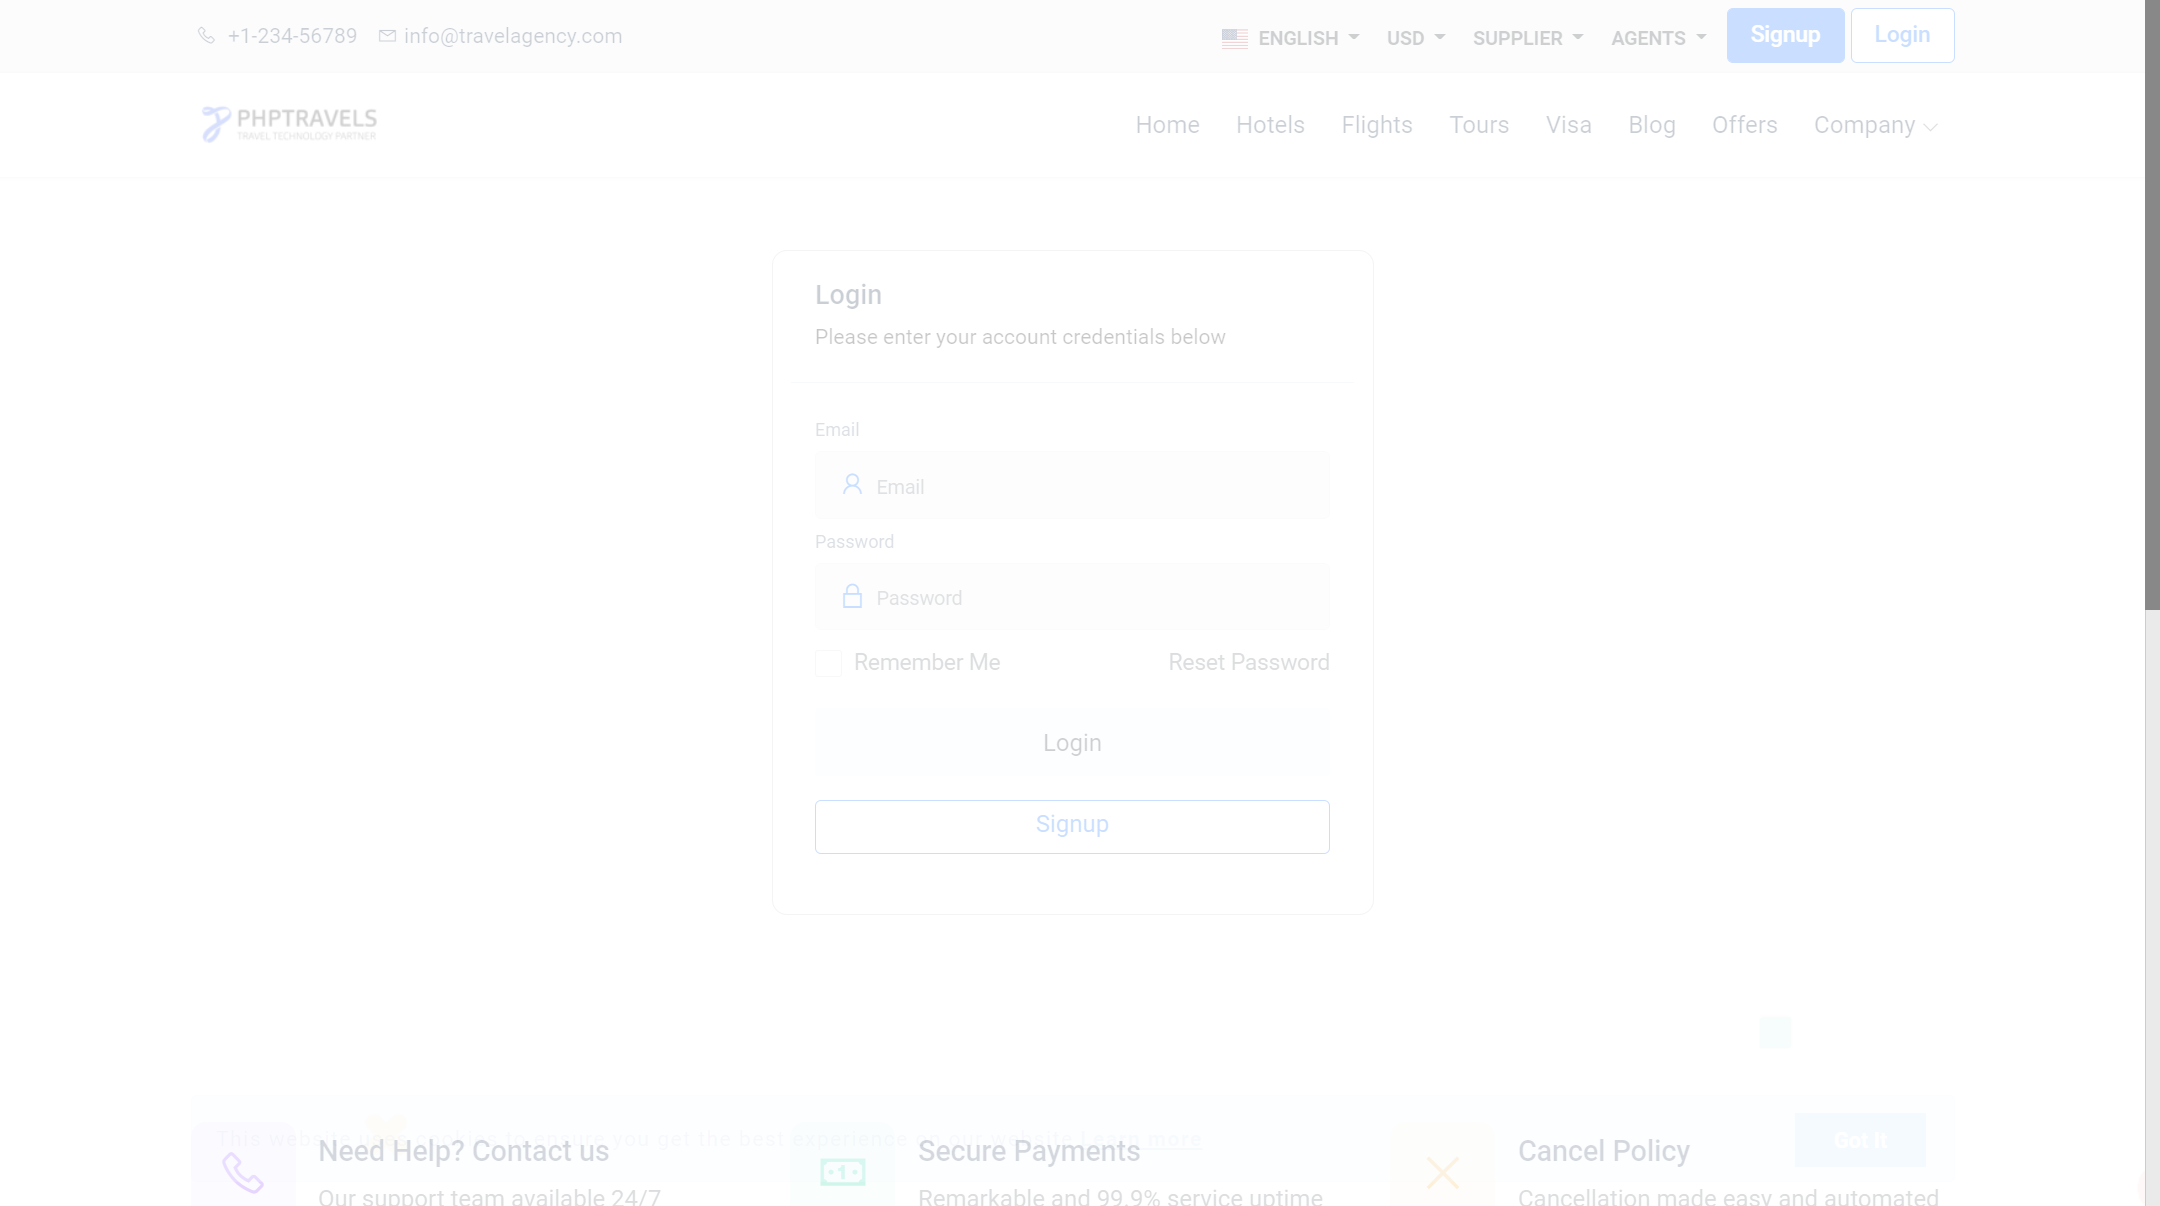 +1-234-56789 info@travelagency.com ENGLISH USD SUPPLIER AGENTS Signup Login
PHPTRAVELS
TRAVEL TECHNOLOGY PARTNER
Home Hotels Flights Tours Visa Blog Offers Company
Login
Please enter your account credentials below
Email
Email
Password
Password
Remember Me Reset Password
Login
Signup
This website uses cookies to ensure you get the best experience on our website Learn more
Got It
Need Help? Contact us
Our support team available 24/7
Secure Payments
Remarkable and 99.9% service uptime
Cancel Policy
Cancellation made easy and automated